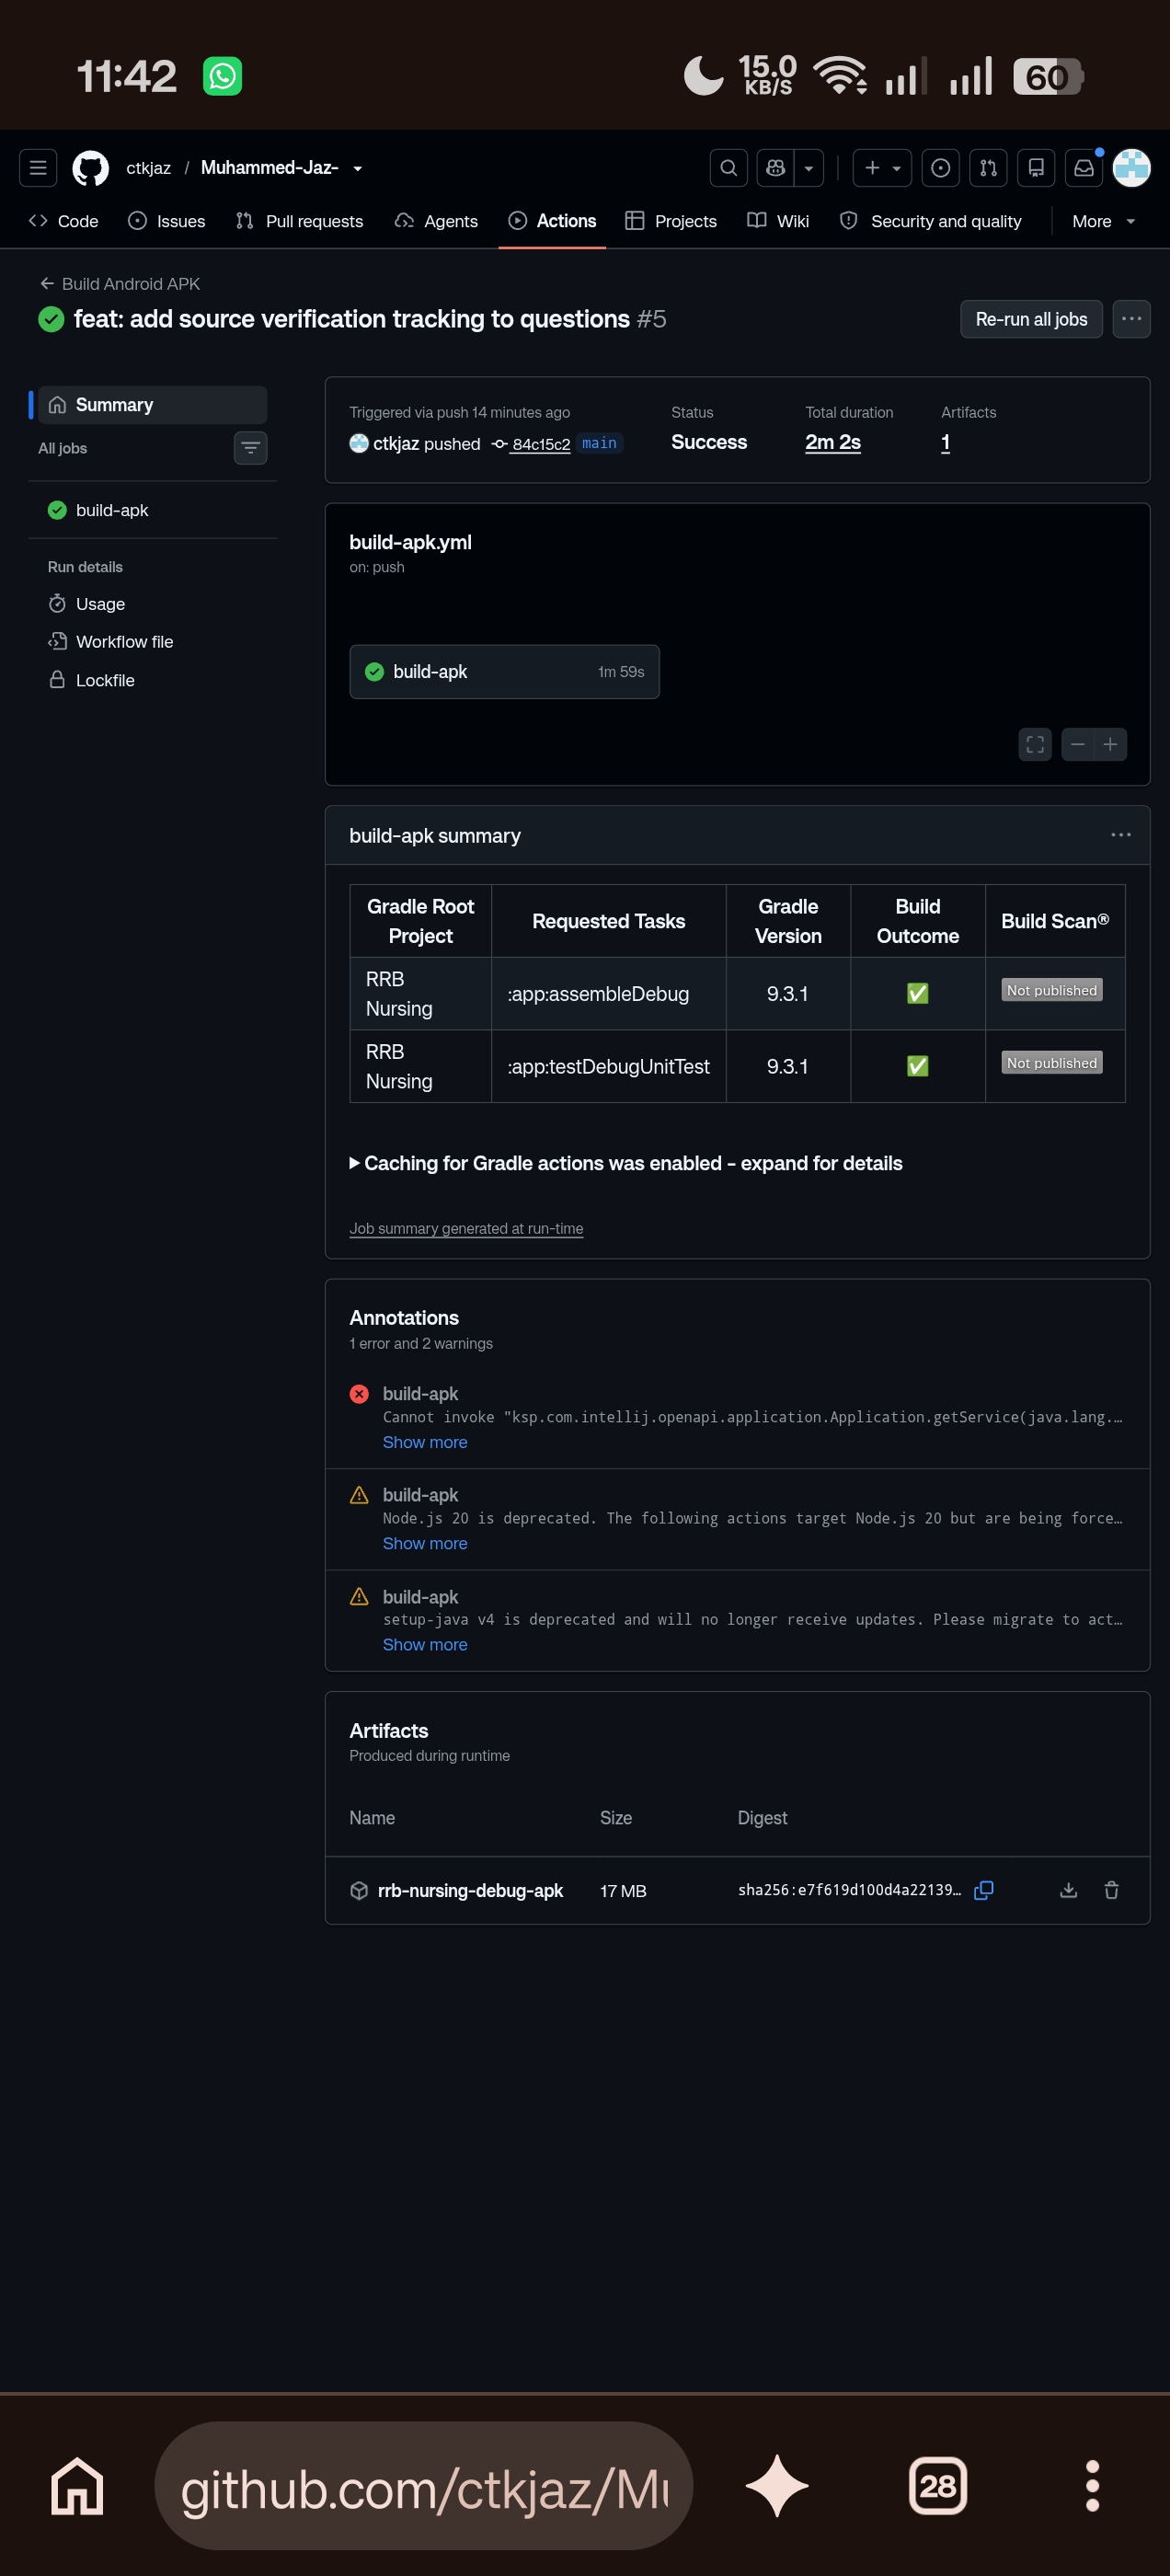 11:42
15.0
KB/S
60
ctkjaz / Muhammed-Jaz-
Code Issues Pull requests Agents Actions Projects Wiki Security and quality More
Build Android APK
feat: add source verification tracking to questions #5
Re-run all jobs
Summary
All jobs
build-apk
Run details
Usage
Workflow file
Lockfile
Triggered via push 14 minutes ago
ctkjaz pushed 84c15c2 main
Status
Success
Total duration
2m 2s
Artifacts
1
build-apk.yml
on: push
build-apk 1m 59s
build-apk summary
Gradle Root Project Requested Tasks Gradle Version Build Outcome Build Scan®
RRB Nursing :app:assembleDebug 9.3.1 ✅ Not published
RRB Nursing :app:testDebugUnitTest 9.3.1 ✅ Not published
Caching for Gradle actions was enabled - expand for details
Job summary generated at run-time
Annotations
1 error and 2 warnings
build-apk
Cannot invoke "ksp.com.intellij.openapi.application.Application.getService(java.lang.…
Show more
build-apk
Node.js 20 is deprecated. The following actions target Node.js 20 but are being force…
Show more
build-apk
setup-java v4 is deprecated and will no longer receive updates. Please migrate to act…
Show more
Artifacts
Produced during runtime
Name Size Digest
rrb-nursing-debug-apk 17 MB sha256:e7f619d100d4a22139…
github.com/ctkjaz/Mu
28